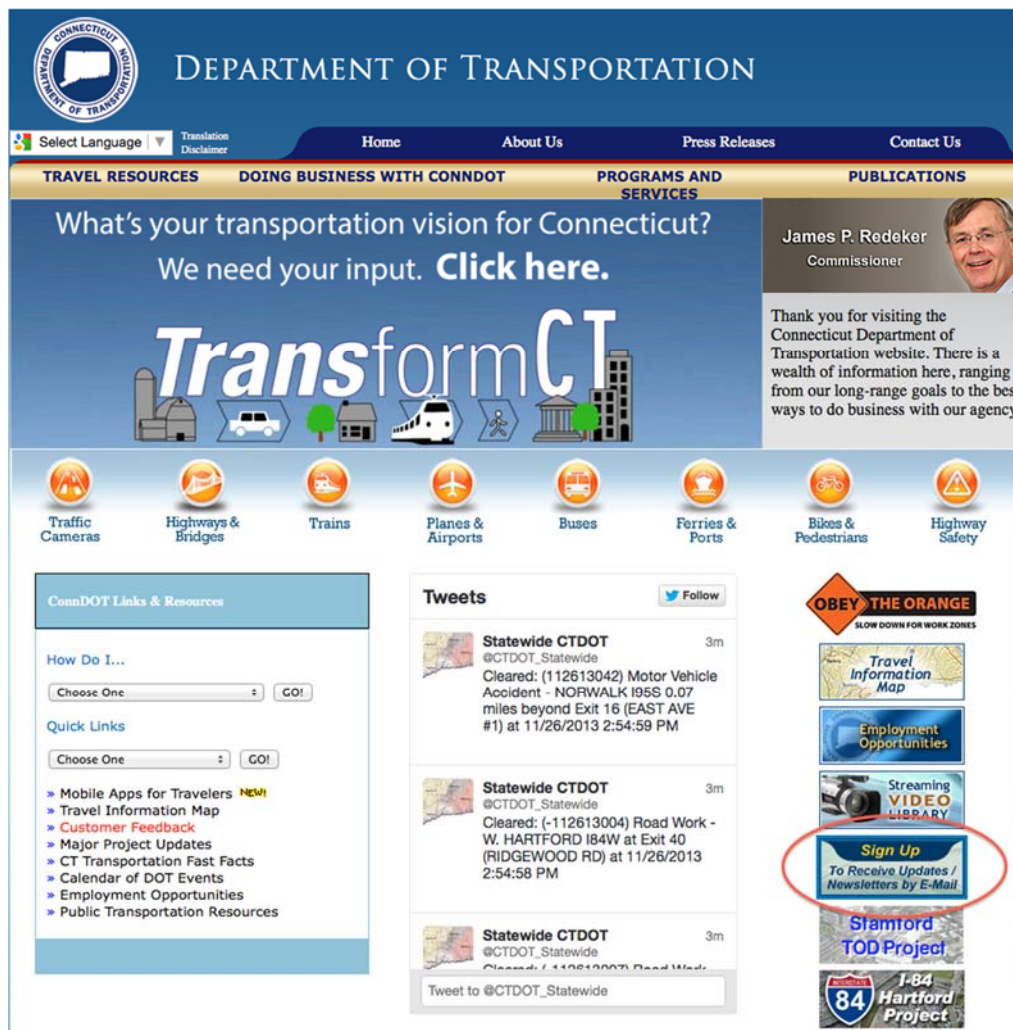 CONNECTICUT
DEPARTMENT OF TRANSPORTATION
DEPARTMENT OF TRANSPORTATION
Select Language
Translation
Disclaimer
Home
About Us
Press Releases
Contact Us
TRAVEL RESOURCES
DOING BUSINESS WITH CONNDOT
PROGRAMS AND
SERVICES
PUBLICATIONS
What's your transportation vision for Connecticut?
We need your input. Click here.
TransformCT
James P. Redeker
Commissioner
Thank you for visiting the
Connecticut Department of
Transportation website. There is a
wealth of information here, ranging
from our long-range goals to the bes
ways to do business with our agency
Traffic
Cameras
Highways &
Bridges
Trains
Planes &
Airports
Buses
Ferries &
Ports
Bikes &
Pedestrians
Highway
Safety
ConnDOT Links & Resources
How Do I...
Choose One
GO!
Quick Links
Choose One
GO!
» Mobile Apps for Travelers NEW!
» Travel Information Map
» Customer Feedback
» Major Project Updates
» CT Transportation Fast Facts
» Calendar of DOT Events
» Employment Opportunities
» Public Transportation Resources
Tweets
Follow
Statewide CTDOT 3m
@CTDOT_Statewide
Cleared: (112613042) Motor Vehicle
Accident - NORWALK I95S 0.07
miles beyond Exit 16 (EAST AVE
#1) at 11/26/2013 2:54:59 PM
Statewide CTDOT 3m
@CTDOT_Statewide
Cleared: (-112613004) Road Work -
W. HARTFORD I84W at Exit 40
(RIDGEWOOD RD) at 11/26/2013
2:54:58 PM
Statewide CTDOT 3m
@CTDOT_Statewide
Cleared: (-112613007) Road Work
Tweet to @CTDOT_Statewide
OBEY THE ORANGE
SLOW DOWN FOR WORK ZONES
Travel
Information
Map
Employment
Opportunities
Streaming
VIDEO
LIBRARY
Sign Up
To Receive Updates /
Newsletters by E-Mail
Stamford
TOD Project
INTERSTATE
84
I-84
Hartford
Project